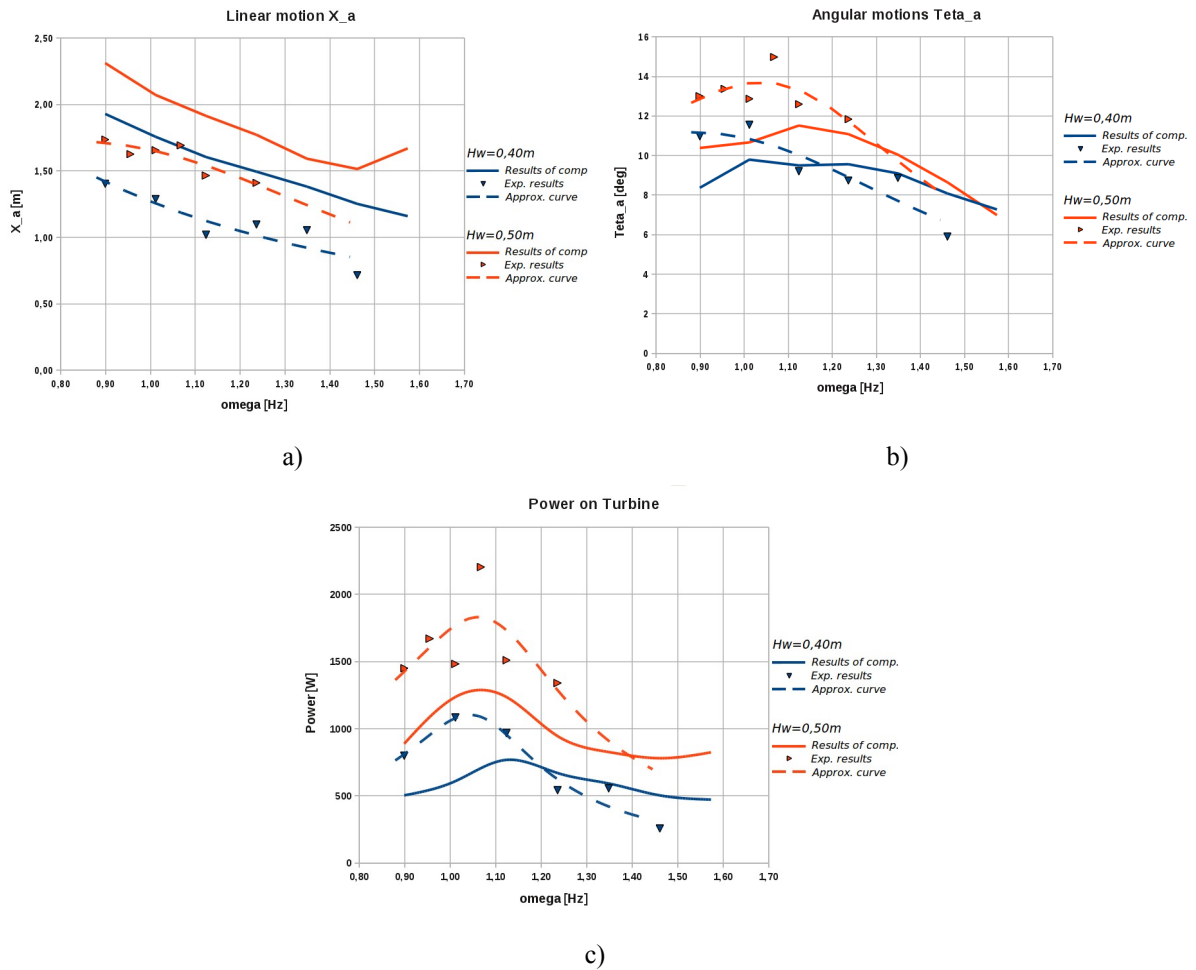 Linear motion X_a
2,50
2,00
1,50
1,00
0,50
0,00
X_a [m]
0,80 0,90 1,00 1,10 1,20 1,30 1,40 1,50 1,60 1,70
omega [Hz]
Hw=0,40m
Results of comp
Exp. results
Approx. curve
Hw=0,50m
Results of comp
Exp. results
Approx. curve
a)
Angular motions Teta_a
16
14
12
10
8
6
4
2
0
Teta_a [deg]
0,80 0,90 1,00 1,10 1,20 1,30 1,40 1,50 1,60 1,70
omega [Hz]
Hw=0,40m
Results of comp.
Exp. results
Approx. curve
Hw=0,50m
Results of comp.
Exp. results
Approx. curve
b)
Power on Turbine
2500
2000
1500
1000
500
0
Power [W]
0,80 0,90 1,00 1,10 1,20 1,30 1,40 1,50 1,60 1,70
omega [Hz]
Hw=0,40m
Results of comp.
Exp. results
Approx. curve
Hw=0,50m
Results of comp.
Exp. results
Approx. curve
c)